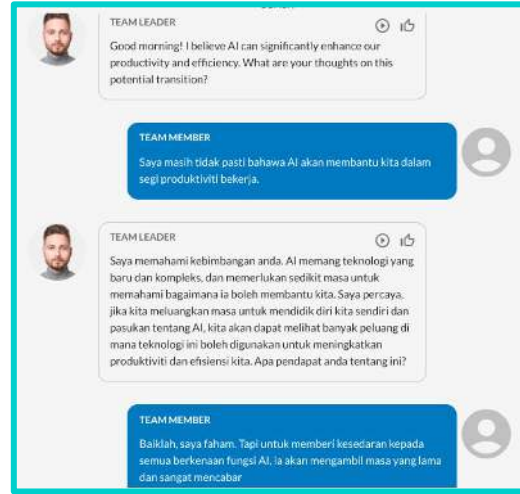 TEAM LEADER
Good morning! I believe AI can significantly enhance our
productivity and efficiency. What are your thoughts on this
potential transition?
TEAM MEMBER
Saya masih tidak pasti bahawa AI akan membantu kita dalam
segi produktiviti bekerja.
TEAM LEADER
Saya memahami kebimbangan anda. AI memang teknologi yang
baru dan kompleks, dan memerlukan sedikit masa untuk
memahami bagaimana ia boleh membantu kita. Saya percaya,
jika kita meluangkan masa untuk mendidik diri kita sendiri dan
pasukan tentang AI, kita akan dapat melihat banyak peluang di
mana teknologi ini boleh digunakan untuk meningkatkan
produktiviti dan efisiensi kita. Apa pendapat anda tentang ini?
TEAM MEMBER
Baiklah, saya faham. Tapi untuk memberi kesedaran kepada
semua berkenaan fungsi AI, ia akan mengambil masa yang lama
dan sangat mencabar